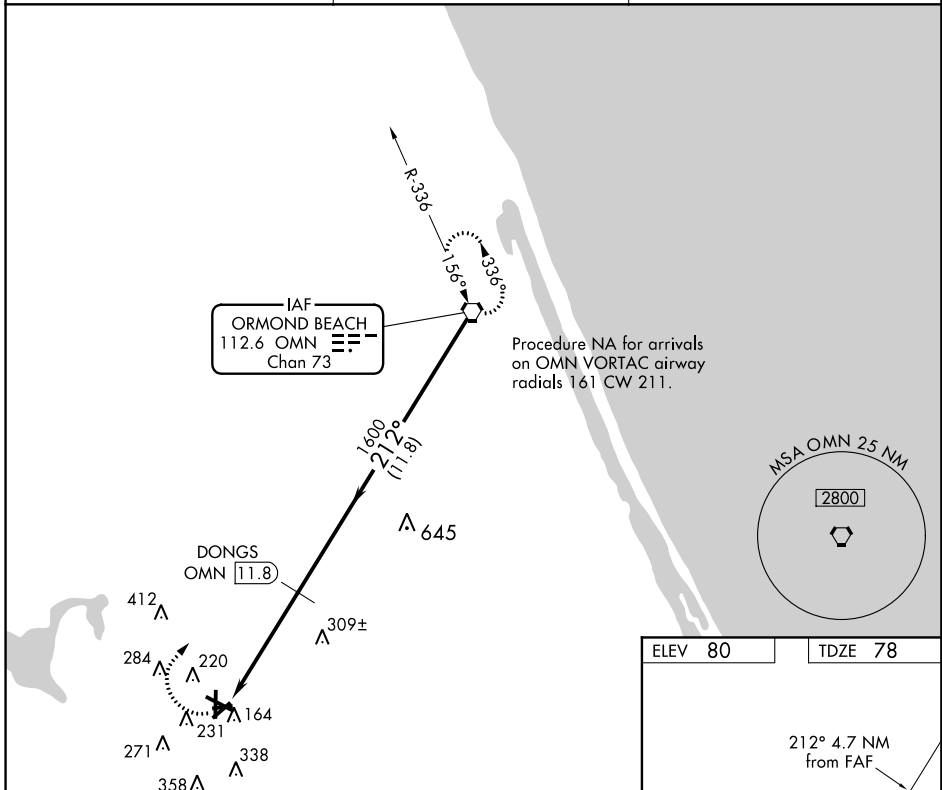 R-336
156°
336°
IAF
ORMOND BEACH
112.6 OMN
Chan 73
Procedure NA for arrivals
on OMN VORTAC airway
radials 161 CW 211.
1600
212°
(11.8)
MSA OMN 25 NM
2800
645
DONGS
OMN 11.8
412
309±
284
220
164
231
271
338
358
ELEV 80
TDZE 78
212° 4.7 NM
from FAF